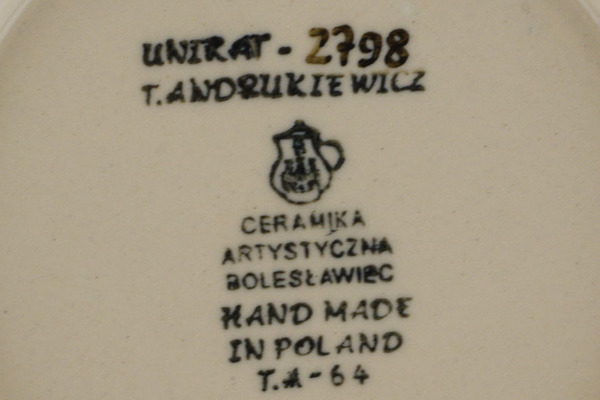 UNIKAT - 2798
T. ANDRUKIEWICZ
CERAMIKA
ARTYSTYCZNA
BOLESŁAWIEC
HAND MADE
IN POLAND
T.A - 64